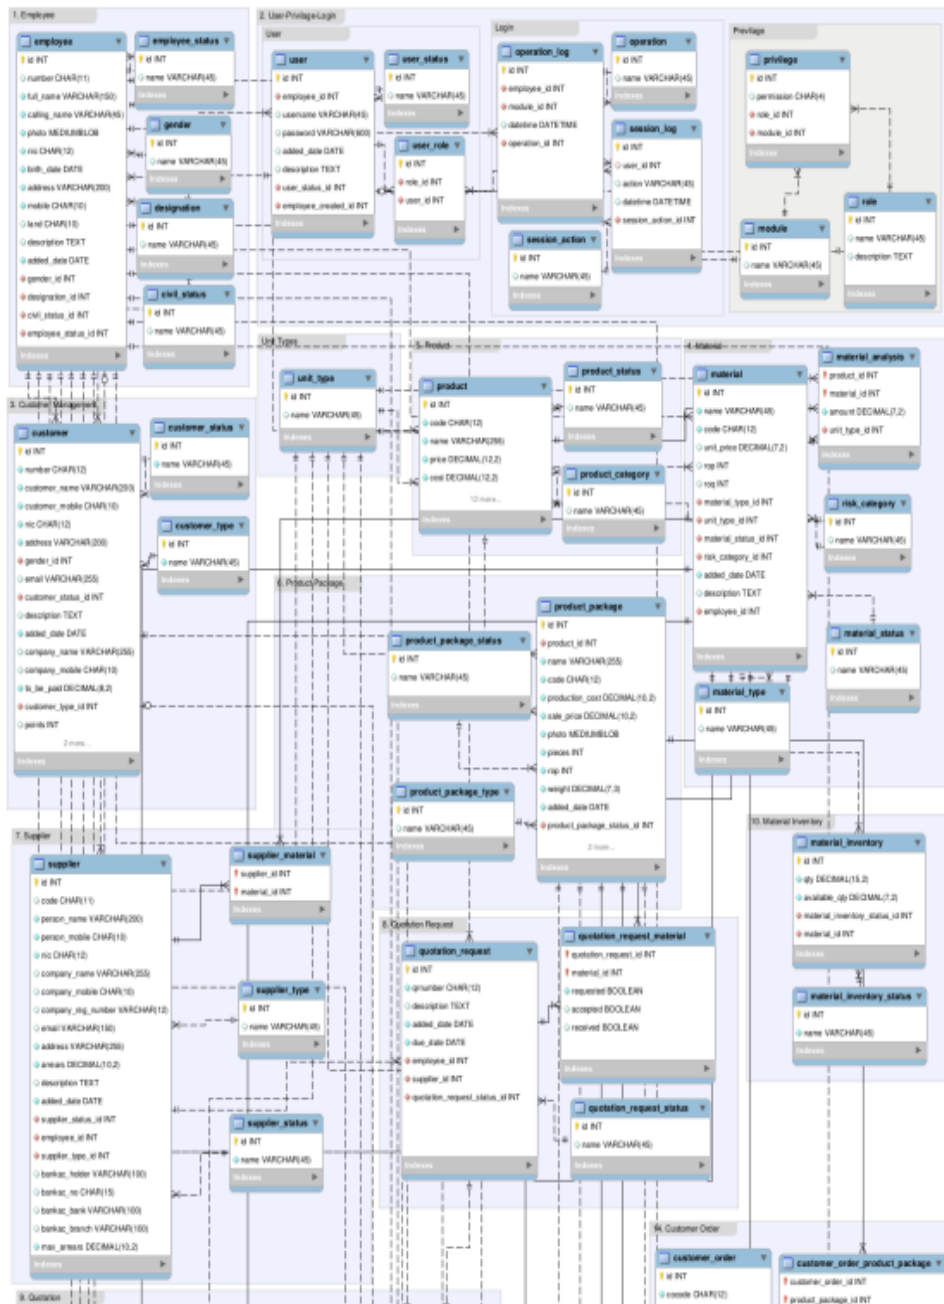 1. Employee
employee
id INT
number CHAR(11)
full_name VARCHAR(150)
calling_name VARCHAR(45)
photo MEDIUMBLOB
nic CHAR(12)
birth_date DATE
address VARCHAR(200)
mobile CHAR(10)
land CHAR(10)
description TEXT
added_date DATE
gender_id INT
designation_id INT
civil_status_id INT
employee_status_id INT
Indexes
employee_status
id INT
name VARCHAR(45)
Indexes
gender
id INT
name VARCHAR(45)
Indexes
designation
id INT
name VARCHAR(45)
Indexes
civil_status
id INT
name VARCHAR(45)
Indexes
2. User-Privilege-Login
User
user
id INT
employee_id INT
username VARCHAR(45)
password VARCHAR(600)
added_date DATE
description TEXT
user_status_id INT
employee_created_id INT
Indexes
user_status
id INT
name VARCHAR(45)
Indexes
user_role
id INT
role_id INT
user_id INT
Indexes
Login
operation_log
id INT
employee_id INT
module_id INT
datetime DATETIME
operation_id INT
Indexes
operation
id INT
name VARCHAR(45)
Indexes
session_log
id INT
user_id INT
action VARCHAR(45)
datetime DATETIME
session_action_id INT
Indexes
session_action
id INT
name VARCHAR(45)
Indexes
Previlage
privilege
id INT
permission CHAR(4)
role_id INT
module_id INT
Indexes
role
id INT
name VARCHAR(45)
description TEXT
Indexes
module
id INT
name VARCHAR(45)
Indexes
3. Customer Management
customer
id INT
number CHAR(12)
customer_name VARCHAR(200)
customer_mobile CHAR(10)
nic CHAR(12)
address VARCHAR(200)
gender_id INT
email VARCHAR(255)
customer_status_id INT
description TEXT
added_date DATE
company_name VARCHAR(255)
company_mobile CHAR(10)
to_be_paid DECIMAL(8,2)
customer_type_id INT
points INT
2 more...
Indexes
customer_status
id INT
name VARCHAR(45)
Indexes
customer_type
id INT
name VARCHAR(45)
Indexes
Unit Types
unit_type
id INT
name VARCHAR(45)
Indexes
5. Product
product
id INT
code CHAR(12)
name VARCHAR(255)
price DECIMAL(12,2)
cost DECIMAL(12,2)
12 more...
Indexes
product_status
id INT
name VARCHAR(45)
Indexes
product_category
id INT
name VARCHAR(45)
Indexes
4. Material
material
id INT
name VARCHAR(45)
code CHAR(12)
unit_price DECIMAL(7,2)
rop INT
roq INT
material_type_id INT
unit_type_id INT
material_status_id INT
risk_category_id INT
added_date DATE
description TEXT
employee_id INT
Indexes
material_analysis
product_id INT
material_id INT
amount DECIMAL(7,2)
unit_type_id INT
Indexes
risk_category
id INT
name VARCHAR(45)
Indexes
material_status
id INT
name VARCHAR(45)
Indexes
material_type
id INT
name VARCHAR(45)
Indexes
6. Product Package
product_package_status
id INT
name VARCHAR(45)
Indexes
product_package
id INT
product_id INT
name VARCHAR(255)
code CHAR(12)
production_cost DECIMAL(10,2)
sale_price DECIMAL(10,2)
photo MEDIUMBLOB
pieces INT
rop INT
weight DECIMAL(7,3)
added_date DATE
product_package_status_id INT
2 more...
Indexes
product_package_type
id INT
name VARCHAR(45)
Indexes
7. Supplier
supplier
id INT
code CHAR(11)
person_name VARCHAR(200)
person_mobile CHAR(10)
nic CHAR(12)
company_name VARCHAR(255)
company_mobile CHAR(10)
company_reg_number VARCHAR(12)
email VARCHAR(150)
address VARCHAR(255)
arrears DECIMAL(10,2)
description TEXT
added_date DATE
supplier_status_id INT
employee_id INT
supplier_type_id INT
bankac_holder VARCHAR(100)
bankac_no CHAR(15)
bankac_bank VARCHAR(100)
bankac_branch VARCHAR(100)
max_arrears DECIMAL(10,2)
Indexes
supplier_material
supplier_id INT
material_id INT
Indexes
supplier_type
id INT
name VARCHAR(45)
Indexes
supplier_status
id INT
name VARCHAR(45)
Indexes
8. Quotation Request
quotation_request
id INT
qrnumber CHAR(12)
description TEXT
added_date DATE
due_date DATE
employee_id INT
supplier_id INT
quotation_request_status_id INT
Indexes
quotation_request_material
quotation_request_id INT
material_id INT
requested BOOLEAN
accepted BOOLEAN
received BOOLEAN
Indexes
quotation_request_status
id INT
name VARCHAR(45)
Indexes
10. Material Inventory
material_inventory
id INT
qty DECIMAL(15,2)
available_qty DECIMAL(7,2)
material_inventory_status_id INT
material_id INT
Indexes
material_inventory_status
id INT
name VARCHAR(45)
Indexes
Customer Order
customer_order
id INT
cocode CHAR(12)
customer_order_product_package
customer_order_id INT
product_package_id INT
9. Quotation